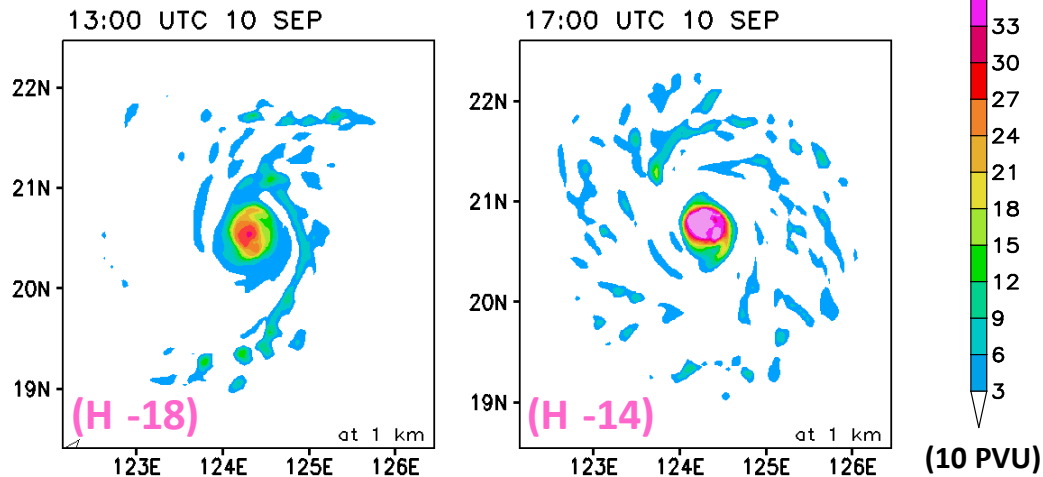 13:00 UTC 10 SEP
22N
21N
20N
19N
(H -18)
at 1 km
123E 124E 125E 126E
17:00 UTC 10 SEP
22N
21N
20N
19N
(H -14)
at 1 km
123E 124E 125E 126E
33
30
27
24
21
18
15
12
9
6
3
(10 PVU)